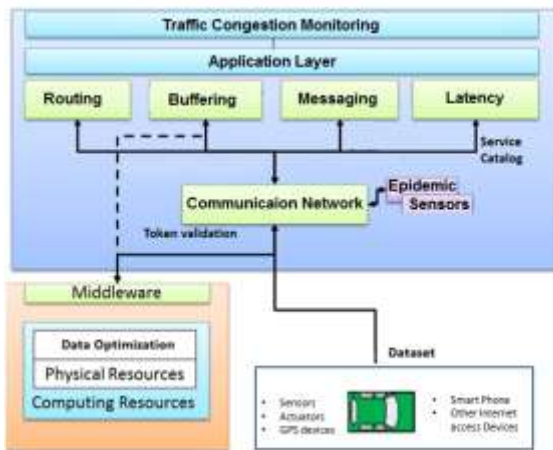 Traffic Congestion Monitoring
Application Layer
Routing
Buffering
Messaging
Latency
Service
Catalog
Communicaion Network
Epidemic
Sensors
Token validation
Middleware
Data Optimization
Physical Resources
Computing Resources
Dataset
• Sensors
• Actuators
• GPS devices
• Smart Phone
• Other Internet
access Devices